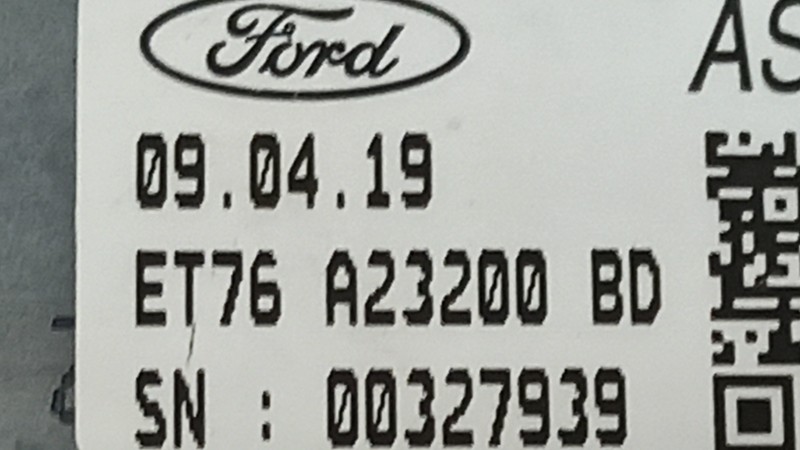 Ford
AS
09.04.19
ET76 A23200 BD
SN : 00327939